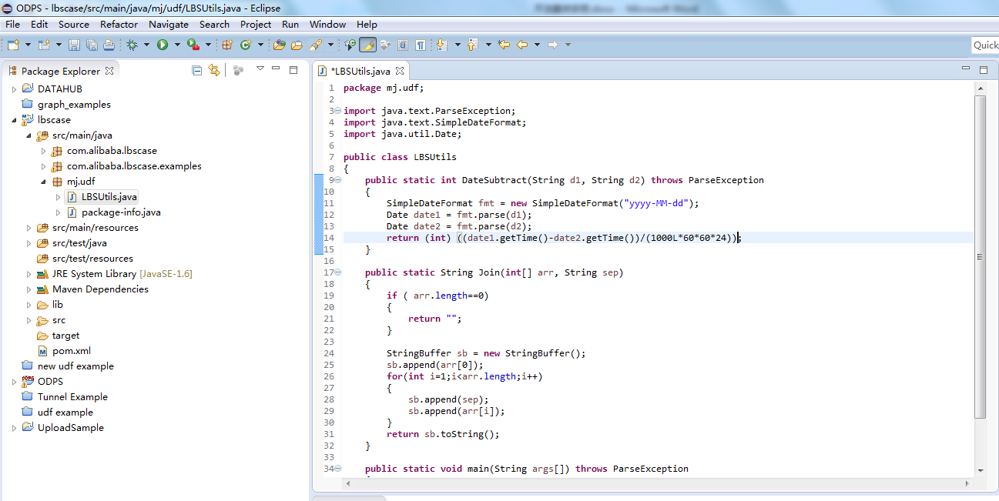 ODPS - lbscase/src/main/java/mj/udf/LBSUtils.java - Eclipse
File Edit Source Refactor Navigate Search Project Run Window Help
Quick
Package Explorer
DATAHUB
graph_examples
lbscase
src/main/java
com.alibaba.lbscase
com.alibaba.lbscase.examples
mj.udf
LBSUtils.java
package-info.java
src/main/resources
src/test/java
src/test/resources
JRE System Library [JavaSE-1.6]
Maven Dependencies
lib
src
target
pom.xml
new udf example
ODPS
Tunnel Example
udf example
UploadSample
*LBSUtils.java
1 package mj.udf;
2
3 import java.text.ParseException;
4 import java.text.SimpleDateFormat;
5 import java.util.Date;
6
7 public class LBSUtils
8 {
9 public static int DateSubtract(String d1, String d2) throws ParseException
10 {
11 SimpleDateFormat fmt = new SimpleDateFormat("yyyy-MM-dd");
12 Date date1 = fmt.parse(d1);
13 Date date2 = fmt.parse(d2);
14 return (int) ((date1.getTime()-date2.getTime())/(1000L*60*60*24));
15 }
16
17 public static String Join(int[] arr, String sep)
18 {
19 if ( arr.length==0)
20 {
21 return "";
22 }
23
24 StringBuffer sb = new StringBuffer();
25 sb.append(arr[0]);
26 for(int i=1;i<arr.length;i++)
27 {
28 sb.append(sep);
29 sb.append(arr[i]);
30 }
31 return sb.toString();
32 }
33
34 public static void main(String args[]) throws ParseException